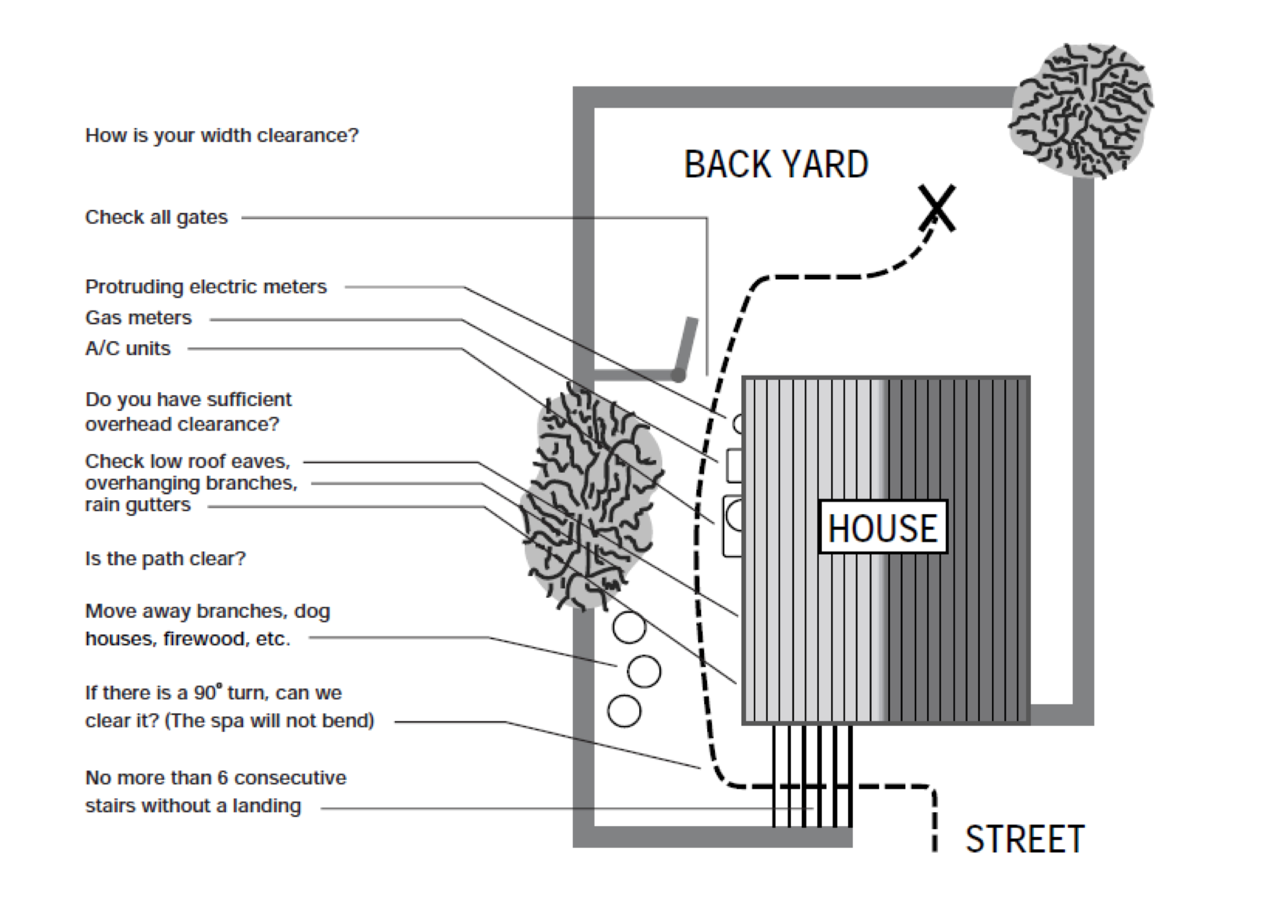 How is your width clearance?
BACK YARD
Check all gates
Protruding electric meters
Gas meters
A/C units
Do you have sufficient
overhead clearance?
Check low roof eaves,
overhanging branches,
rain gutters
HOUSE
Is the path clear?
Move away branches, dog
houses, firewood, etc.
If there is a 90° turn, can we
clear it? (The spa will not bend)
No more than 6 consecutive
stairs without a landing
STREET